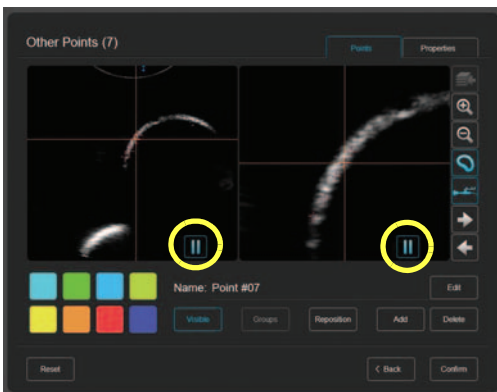 Other Points (7)
Points
Properties
Name: Point #07
Edit
Visible
Groups
Reposition
Add
Delete
Reset
< Back
Confirm